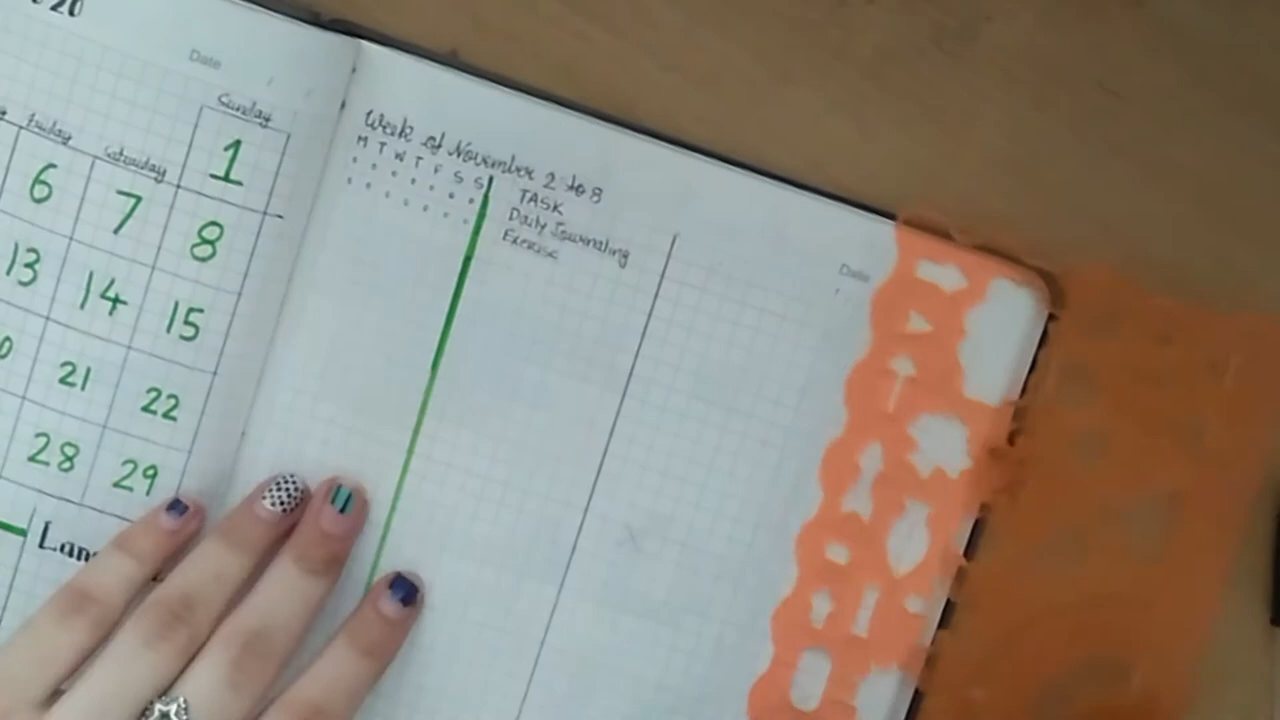 20
Date
Friday
Saturday
Sunday
1
6 7 8
13 14 15
21 22
28 29
Lan
Date
Week of November 2 to 8
M T W T F S S
TASK
Daily Journaling
Exercise